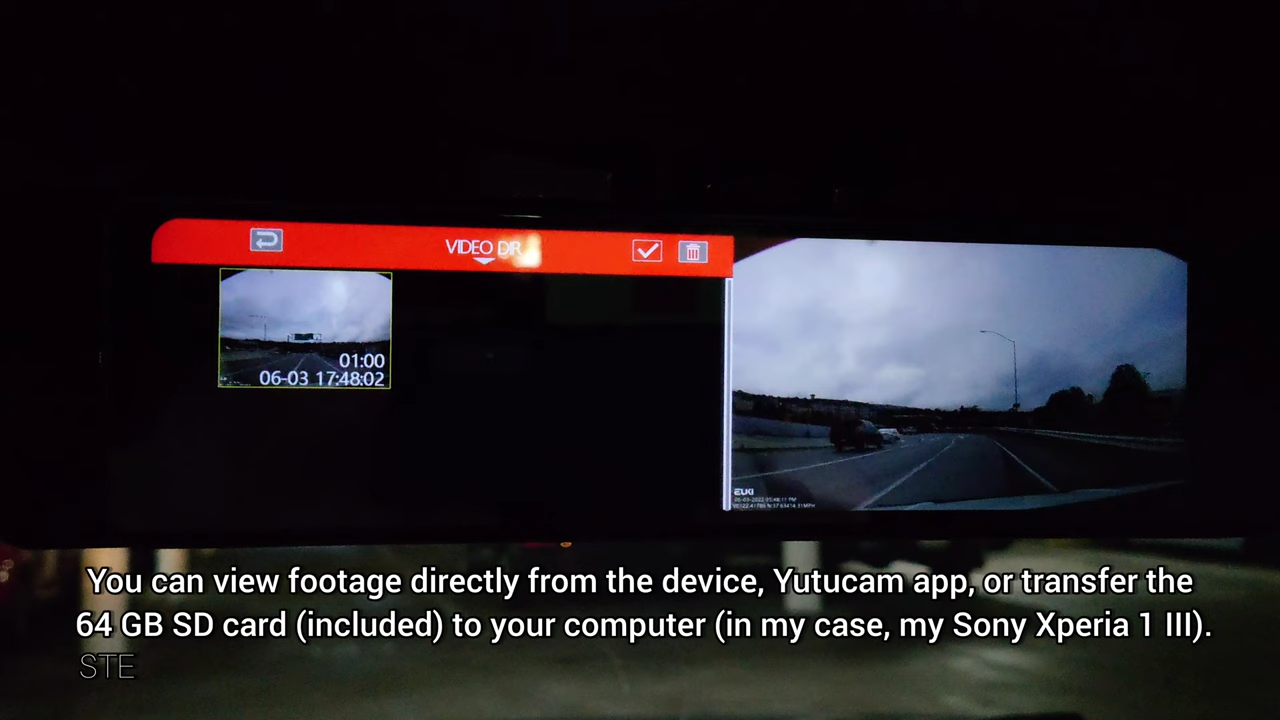 VIDEO DIR
01:00
06-03 17:48:02
You can view footage directly from the device, Yutucam app, or transfer the
64 GB SD card (included) to your computer (in my case, my Sony Xperia 1 III).
STE